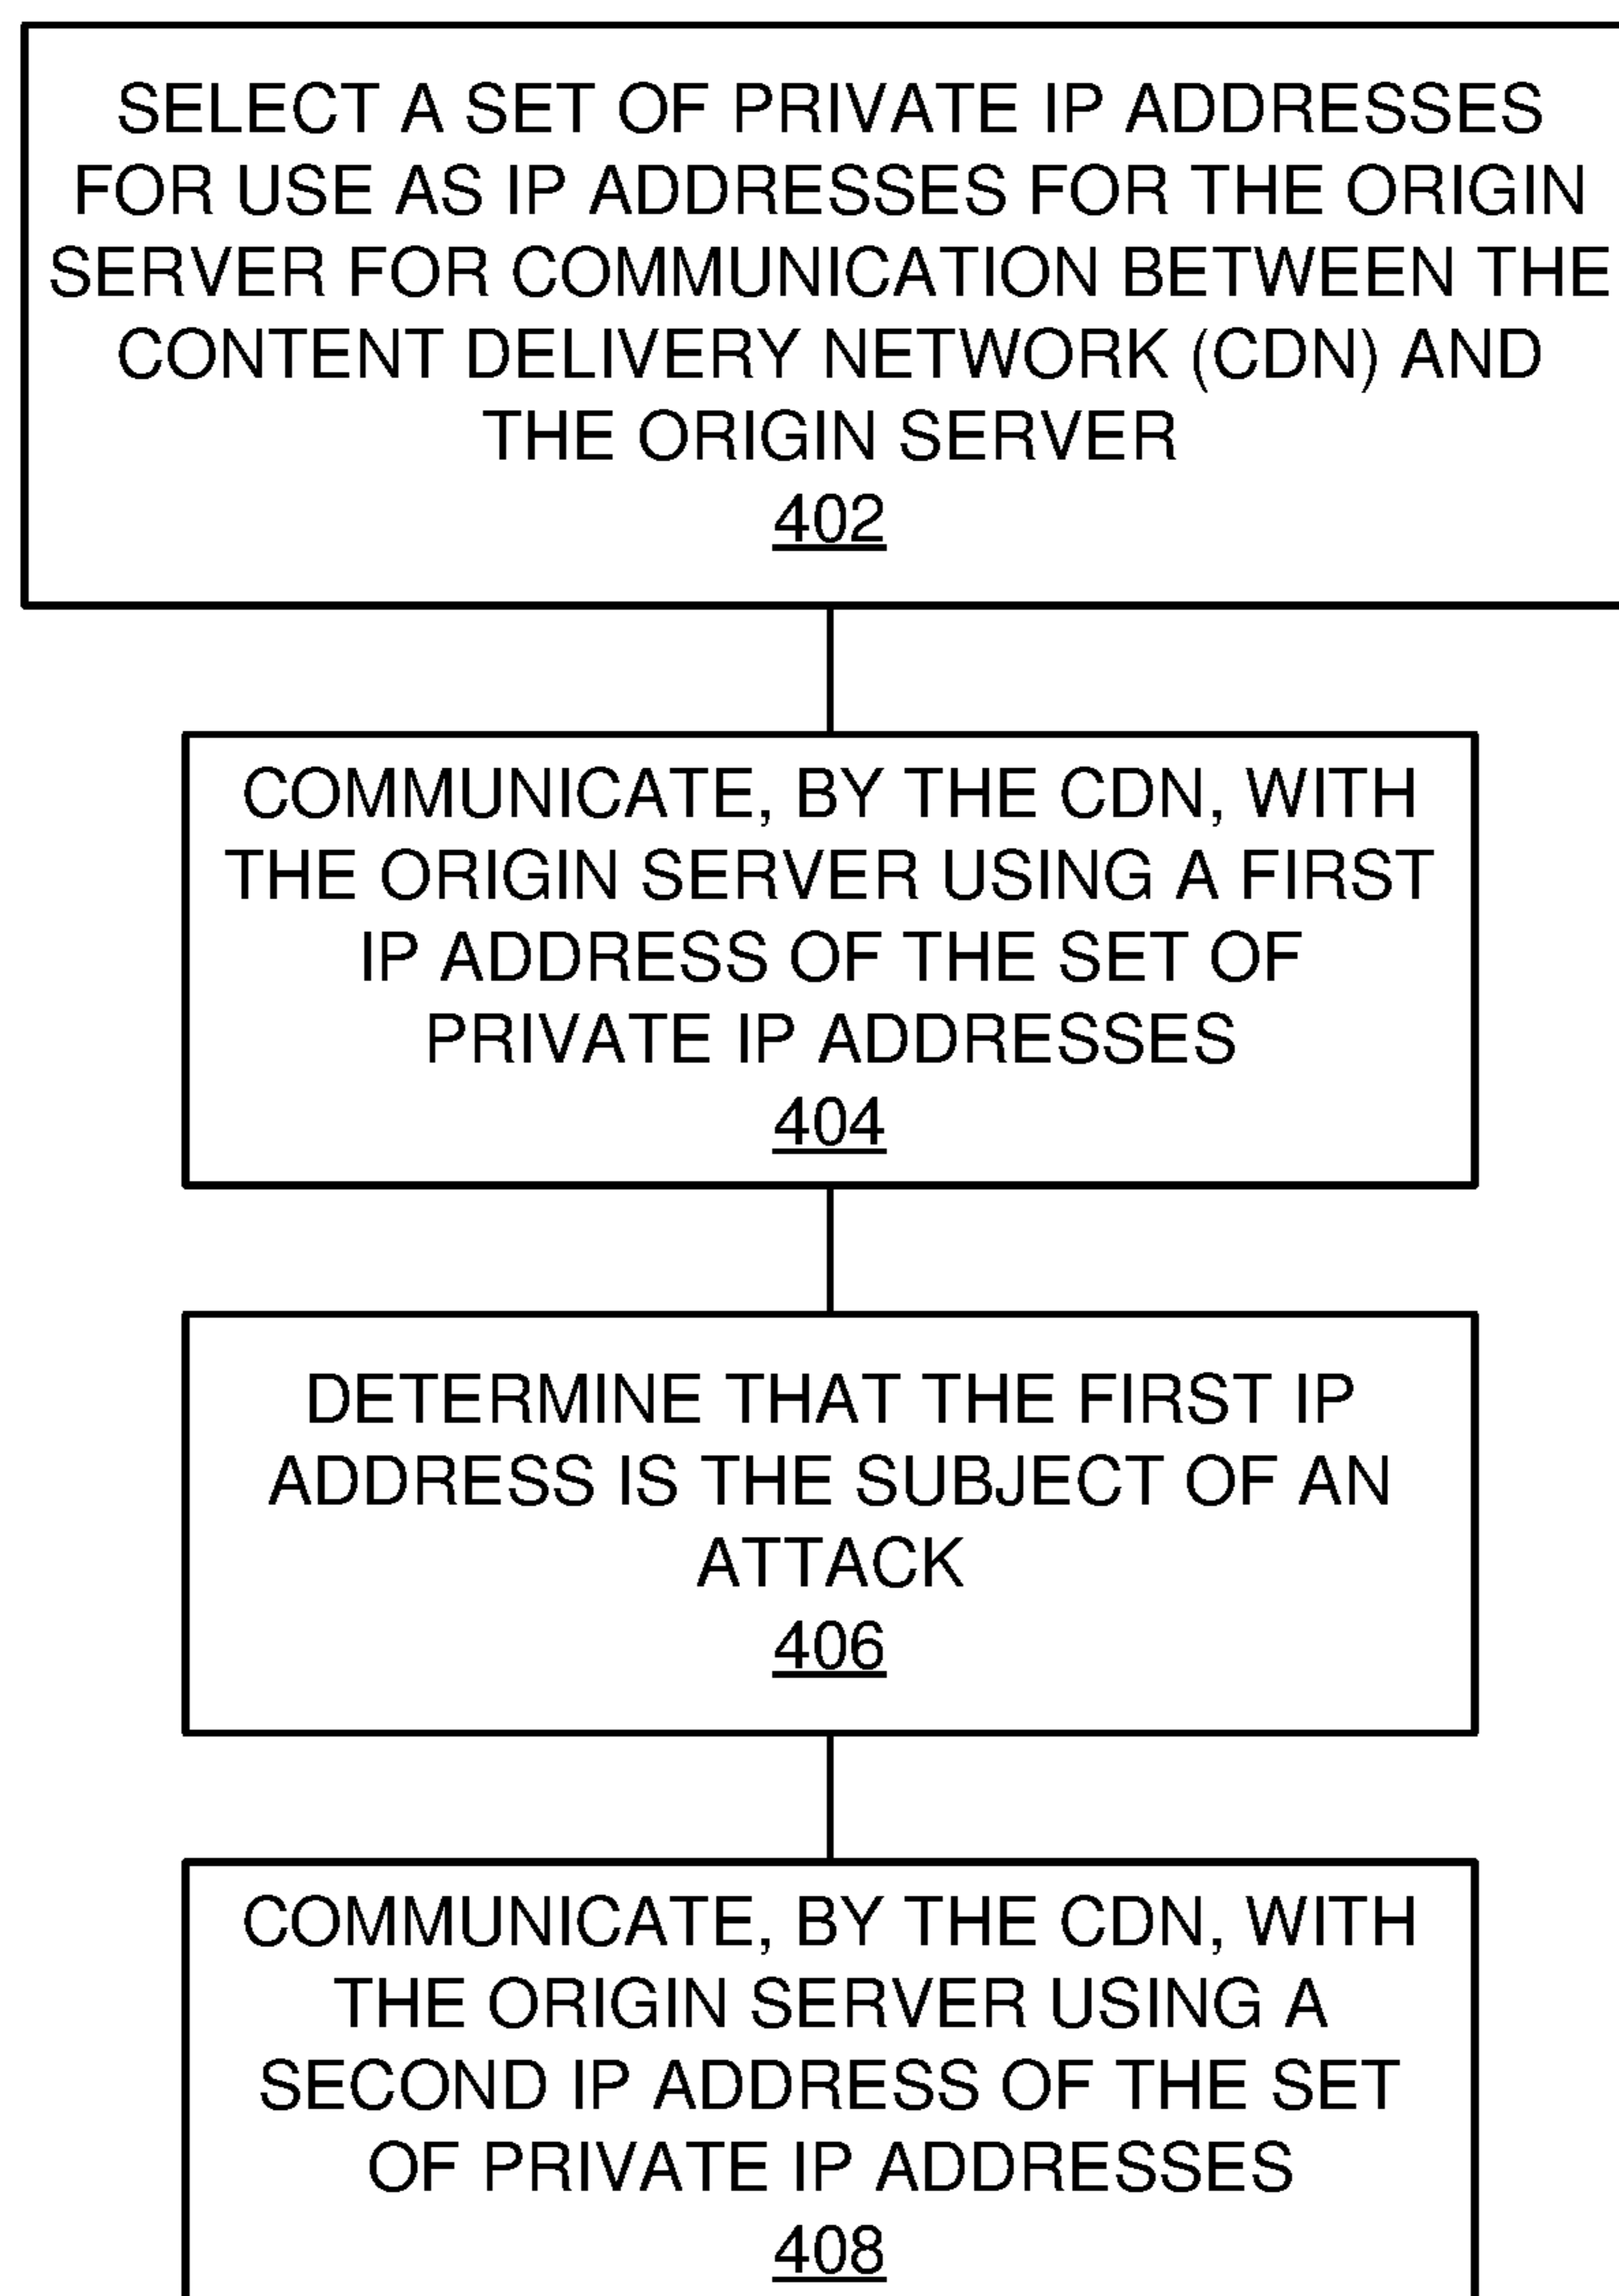 SELECT A SET OF PRIVATE IP ADDRESSES
FOR USE AS IP ADDRESSES FOR THE ORIGIN
SERVER FOR COMMUNICATION BETWEEN THE
CONTENT DELIVERY NETWORK (CDN) AND
THE ORIGIN SERVER
402
COMMUNICATE, BY THE CDN, WITH
THE ORIGIN SERVER USING A FIRST
IP ADDRESS OF THE SET OF
PRIVATE IP ADDRESSES
404
DETERMINE THAT THE FIRST IP
ADDRESS IS THE SUBJECT OF AN
ATTACK
406
COMMUNICATE, BY THE CDN, WITH
THE ORIGIN SERVER USING A
SECOND IP ADDRESS OF THE SET
OF PRIVATE IP ADDRESSES
408